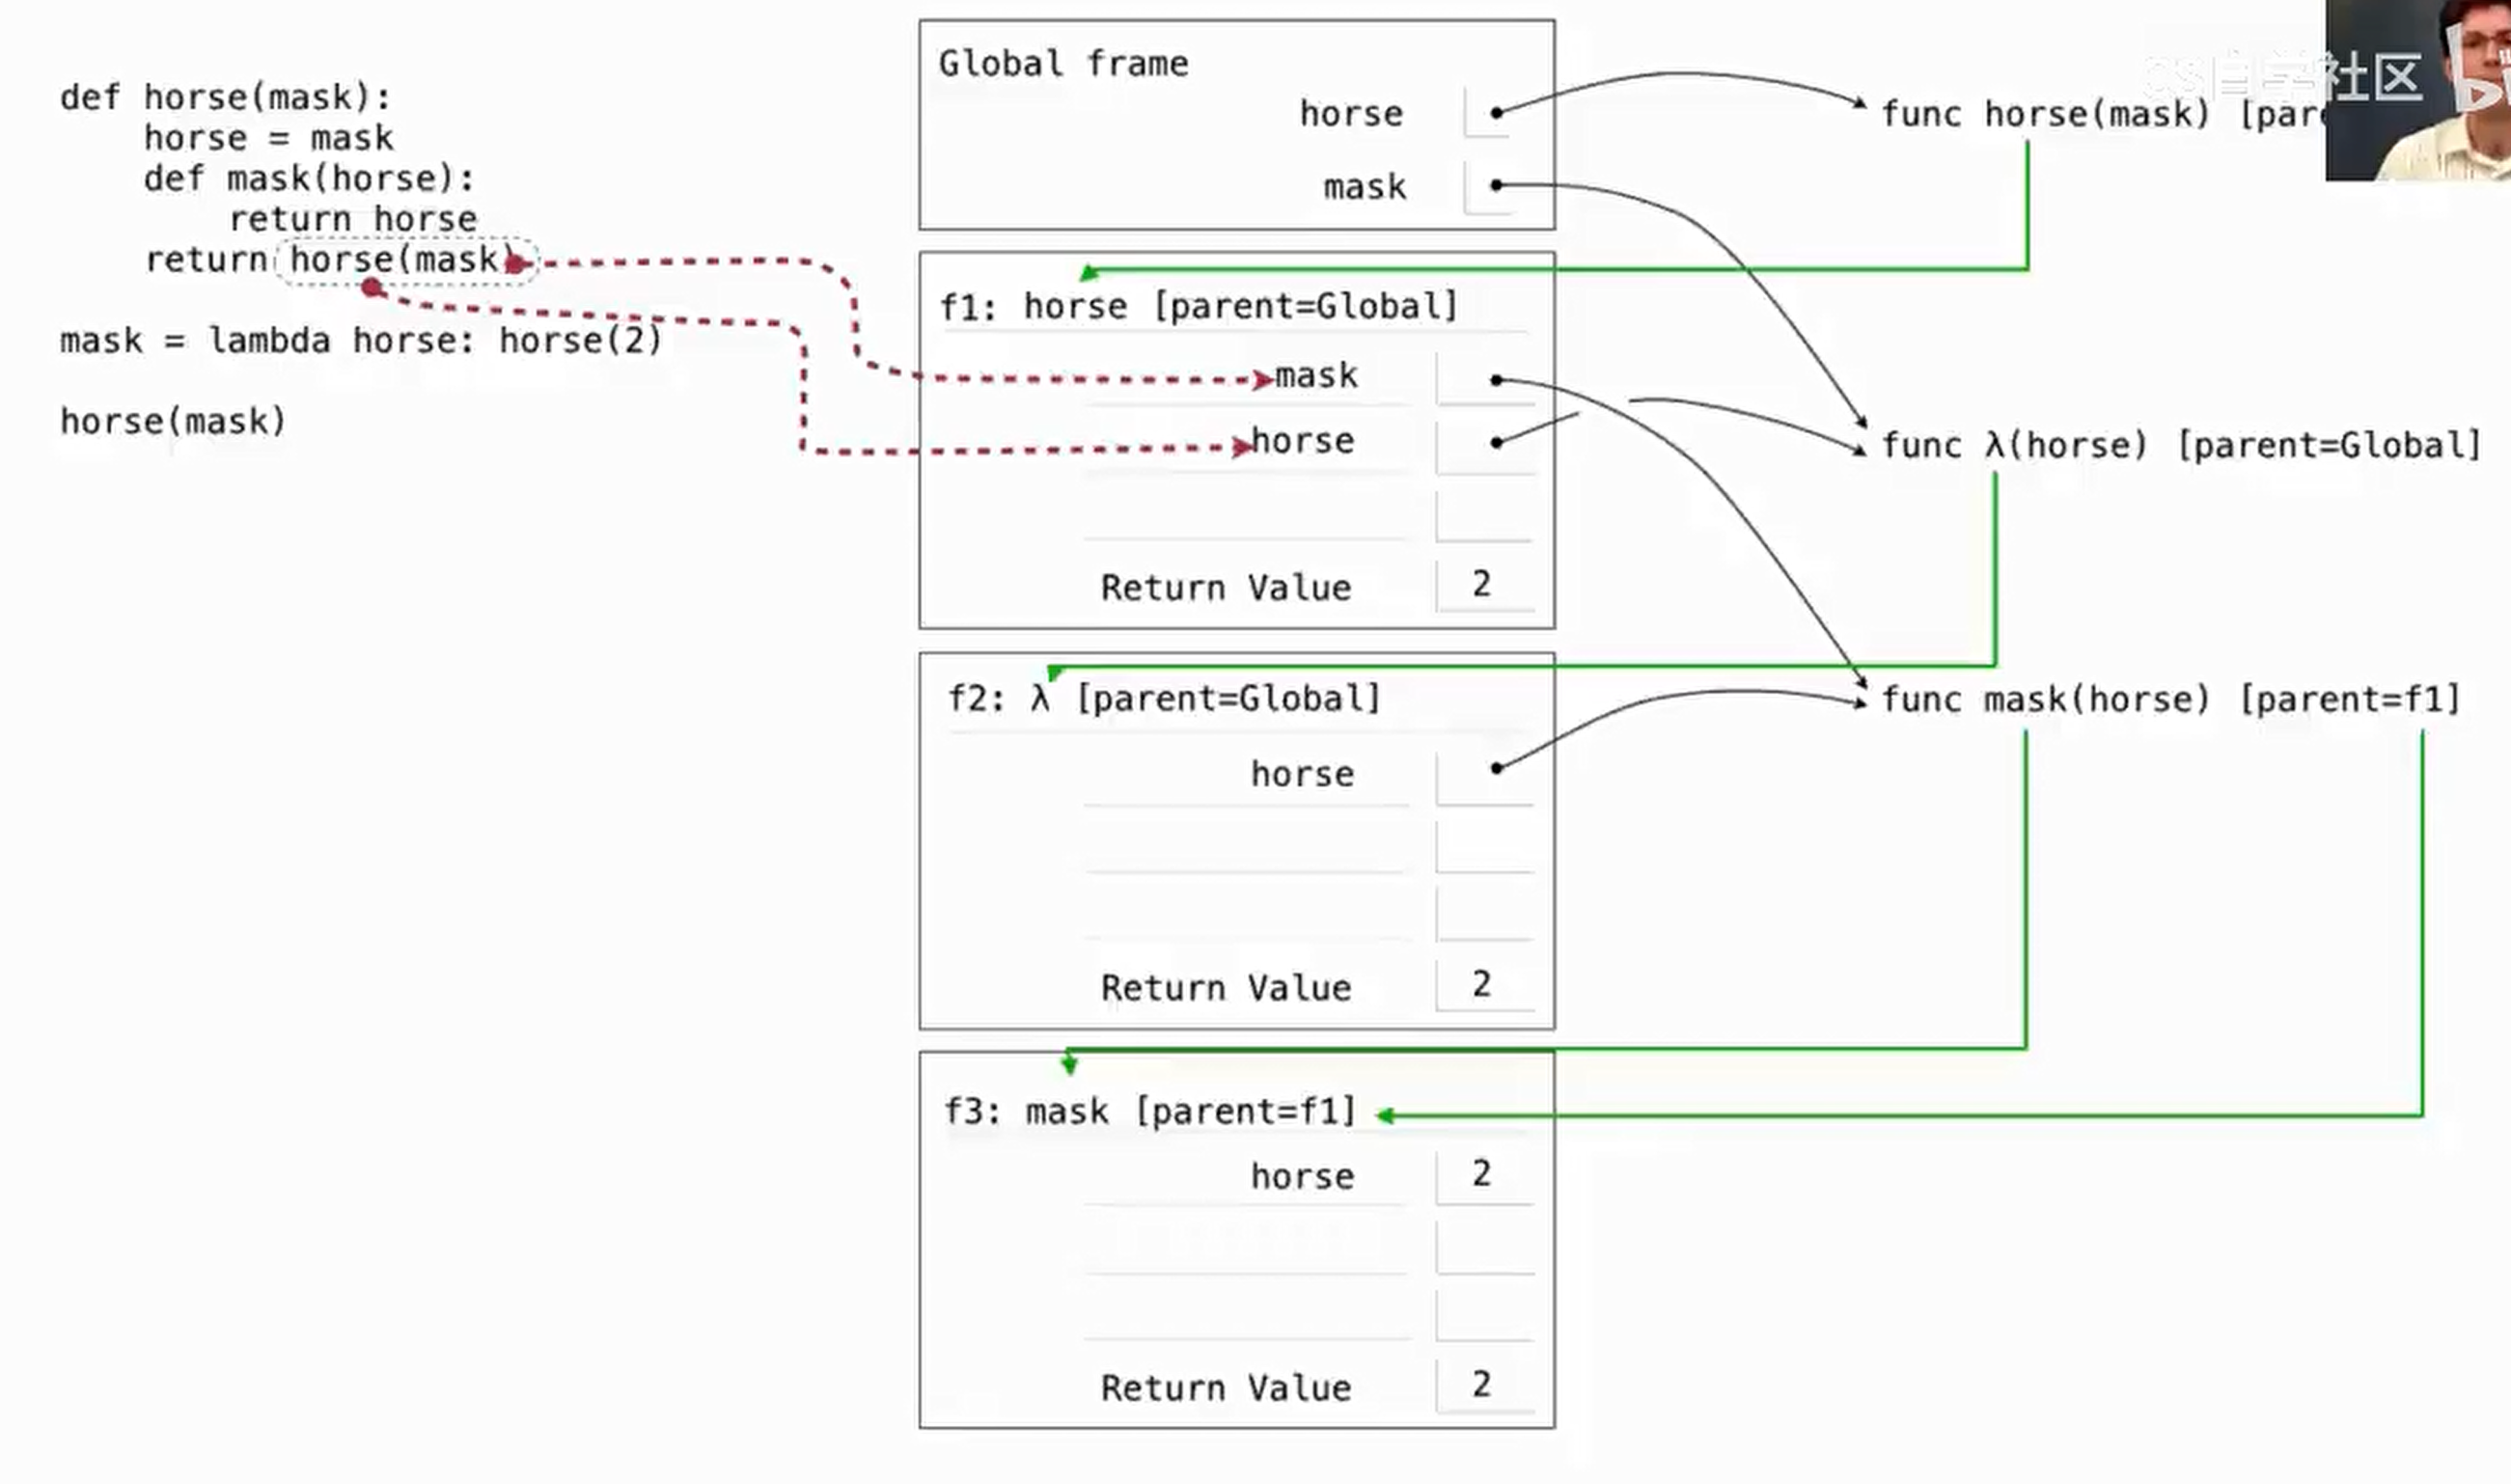 def horse(mask):
horse = mask
def mask(horse):
return horse
return horse(mask)
mask = lambda horse: horse(2)
horse(mask)
Global frame
horse
mask
f1: horse [parent=Global]
mask
horse
Return Value 2
f2: λ [parent=Global]
horse
Return Value 2
f3: mask [parent=f1]
horse 2
Return Value 2
func horse(mask)
func λ(horse) [parent=Global]
func mask(horse) [parent=f1]
CS自学社区